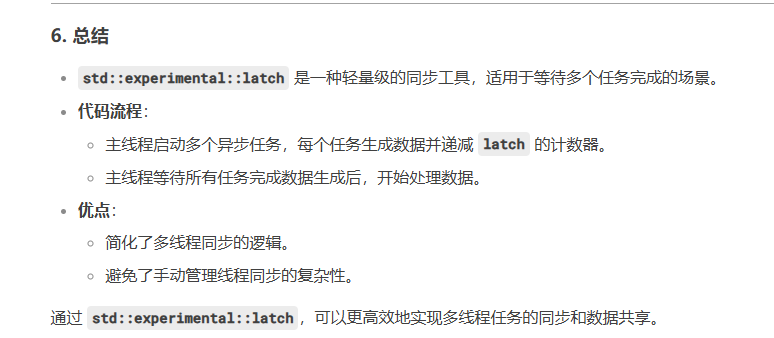 6. 总结
std::experimental::latch 是一种轻量级的同步工具，适用于等待多个任务完成的场景。
代码流程：
主线程启动多个异步任务，每个任务生成数据并递减 latch 的计数器。
主线程等待所有任务完成数据生成后，开始处理数据。
优点：
简化了多线程同步的逻辑。
避免了手动管理线程同步的复杂性。
通过 std::experimental::latch，可以更高效地实现多线程任务的同步和数据共享。